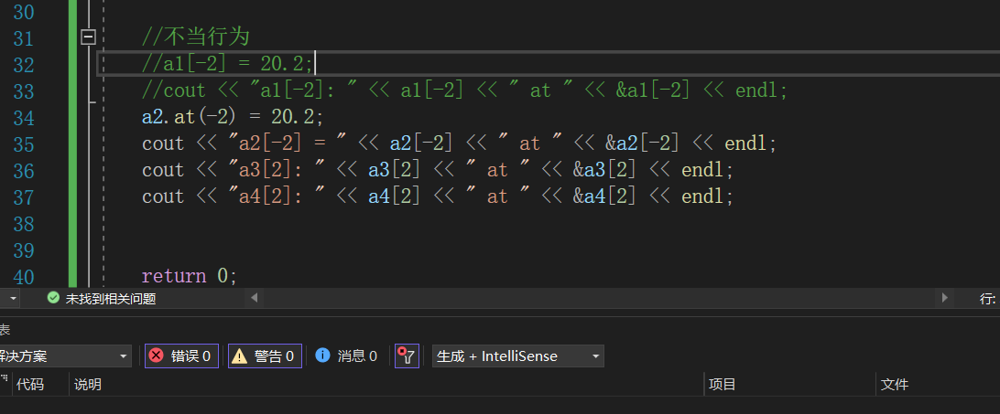 30
31 //不当行为
32 //a1[-2] = 20.2;
33 //cout << "a1[-2]: " << a1[-2] << " at " << &a1[-2] << endl;
34 a2.at(-2) = 20.2;
35 cout << "a2[-2] = " << a2[-2] << " at " << &a2[-2] << endl;
36 cout << "a3[2]: " << a3[2] << " at " << &a3[2] << endl;
37 cout << "a4[2]: " << a4[2] << " at " << &a4[2] << endl;
38
39
40 return 0;
未找到相关问题 行:
表
解决方案 错误 0 警告 0 消息 0 生成 + IntelliSense
代码 说明 项目 文件